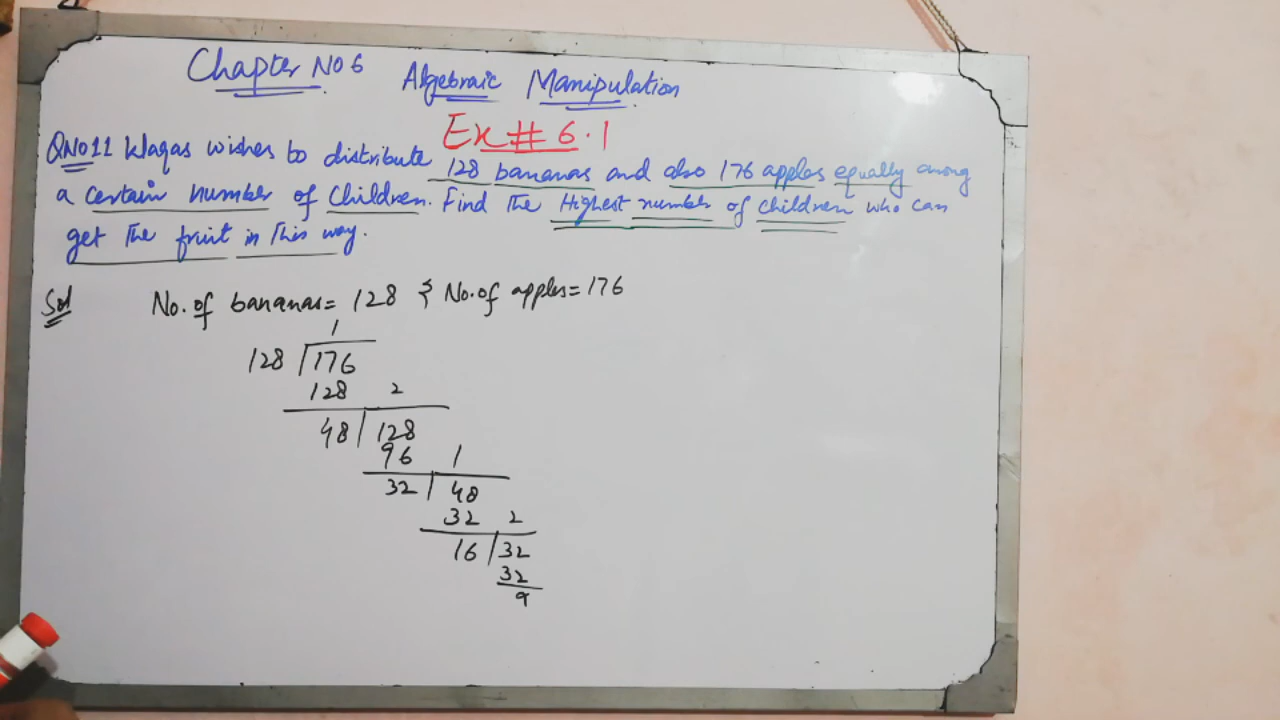 Chapter No 6 Algebraic Manipulation
Ex # 6.1
QNo11 Waqas wishes to distribute 128 bananas and also 176 apples equally among
a certain number of Children. Find the Highest number of children who can
get the fruit in this way.
Sol No. of bananas = 128 & No. of apples = 176
1
128 176
128 2
48 128
96 1
32 48
32 2
16 32
32